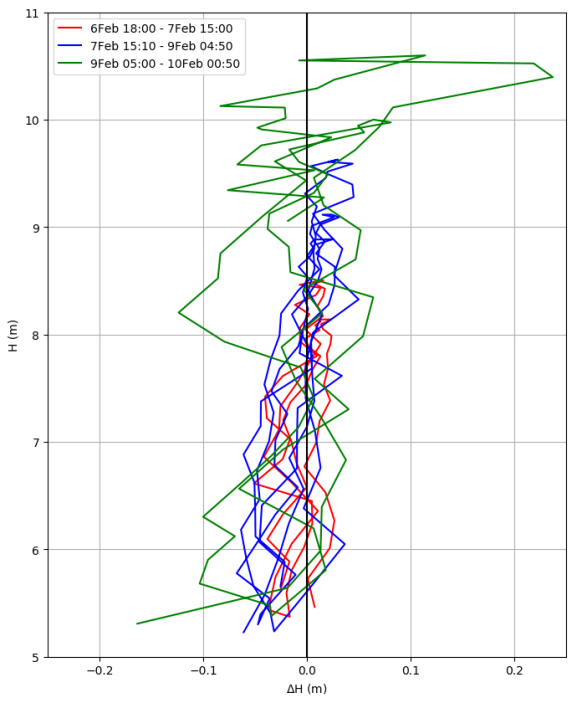 11
6Feb 18:00 - 7Feb 15:00
7Feb 15:10 - 9Feb 04:50
9Feb 05:00 - 10Feb 00:50
10
9
8
7
6
5
H (m)
−0.2 −0.1 0.0 0.1 0.2
ΔH (m)